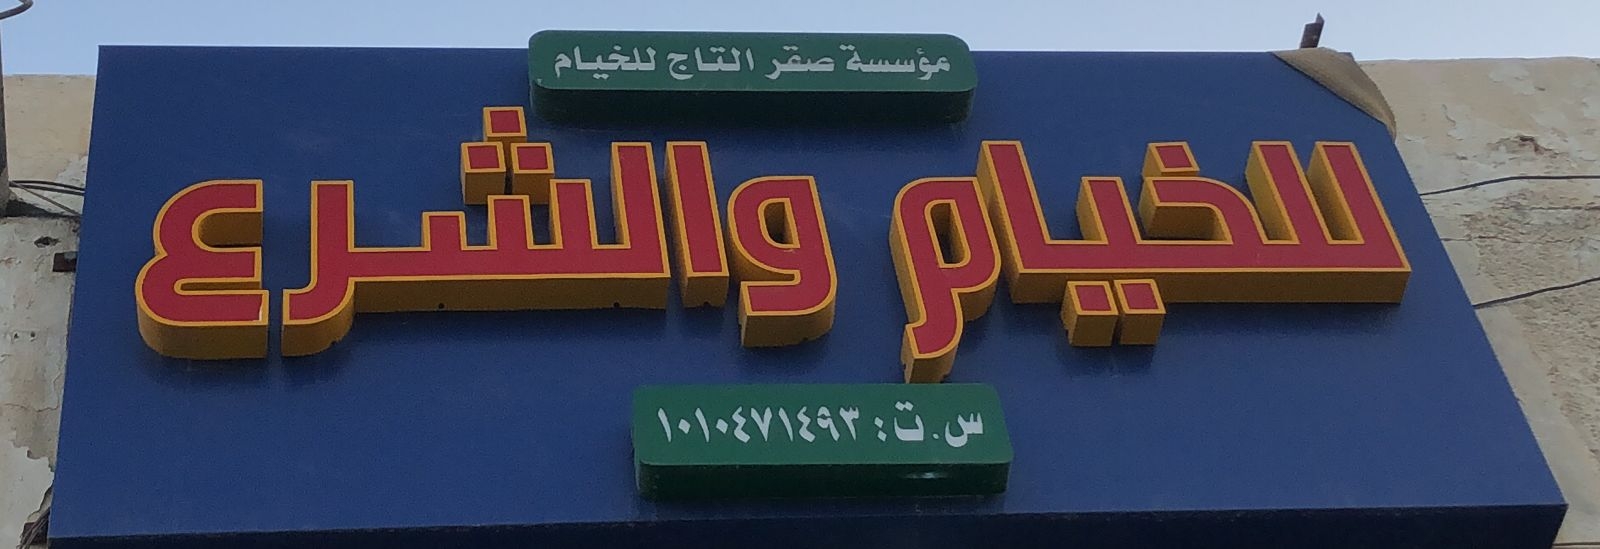 مؤسسة صقر التاج للخيام
للخيام والشرع
س.ت: ١٠١٠٤٧١٤٩٣